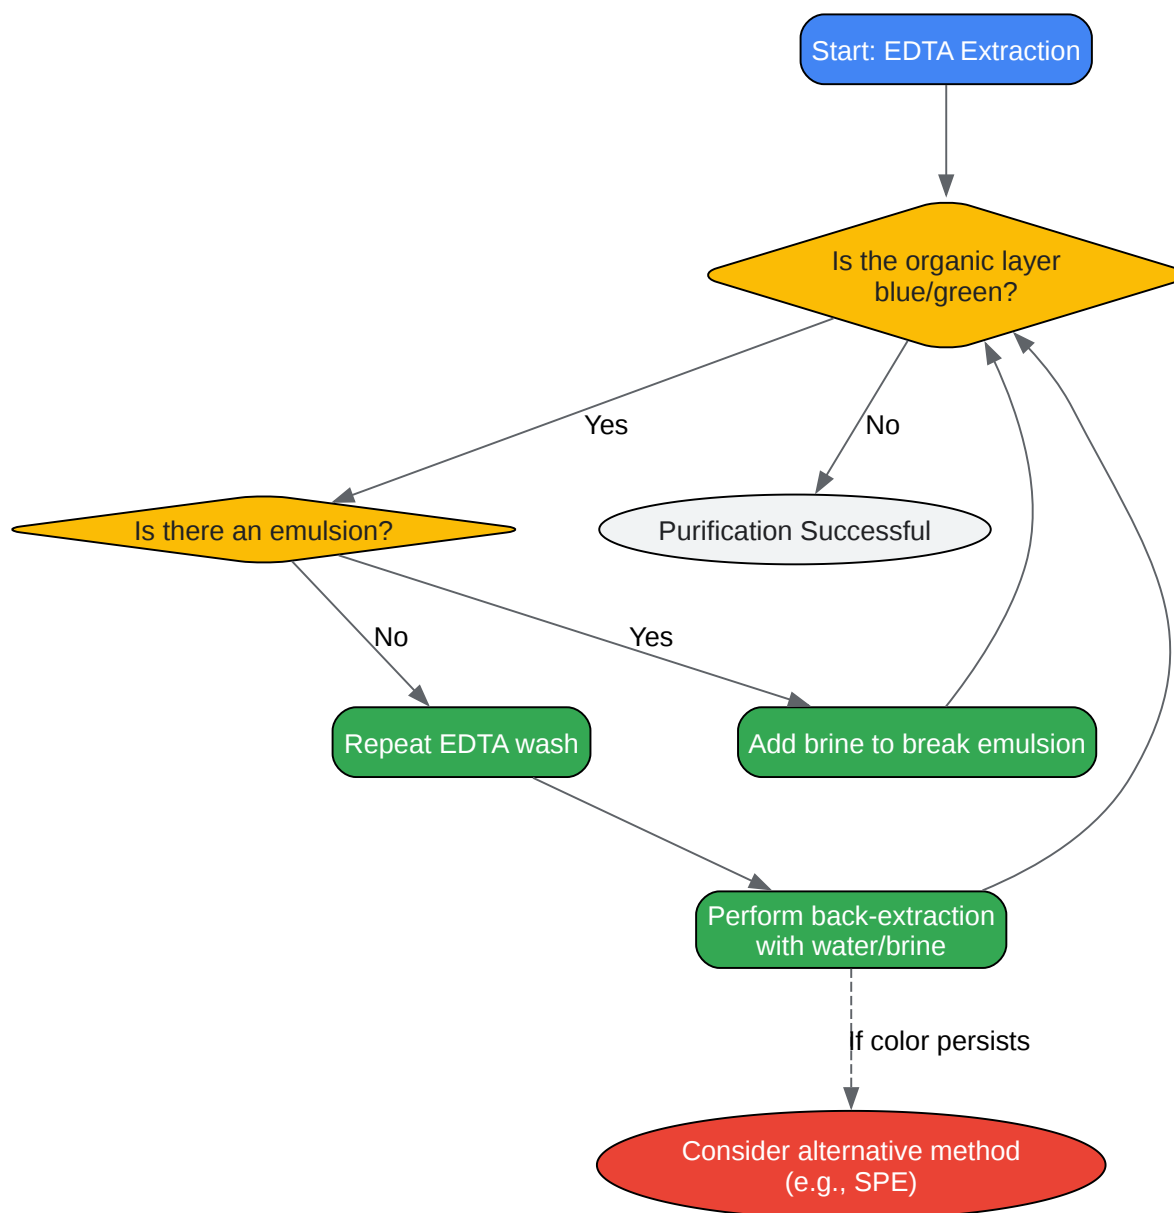 Start: EDTA Extraction
Is the organic layer
blue/green?
Yes
No
Is there an emulsion?
Purification Successful
No
Yes
Repeat EDTA wash
Add brine to break emulsion
Perform back-extraction
with water/brine
If color persists
Consider alternative method
(e.g., SPE)